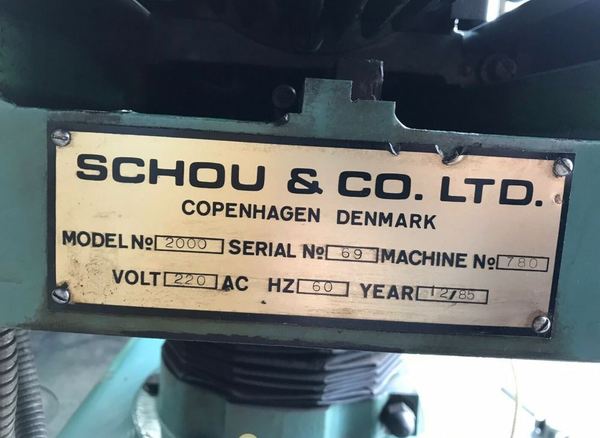 SCHOU & CO. LTD.
COPENHAGEN DENMARK
MODEL Nº 2000 SERIAL Nº 69 MACHINE Nº 780
VOLT 220 AC HZ 60 YEAR 12/85